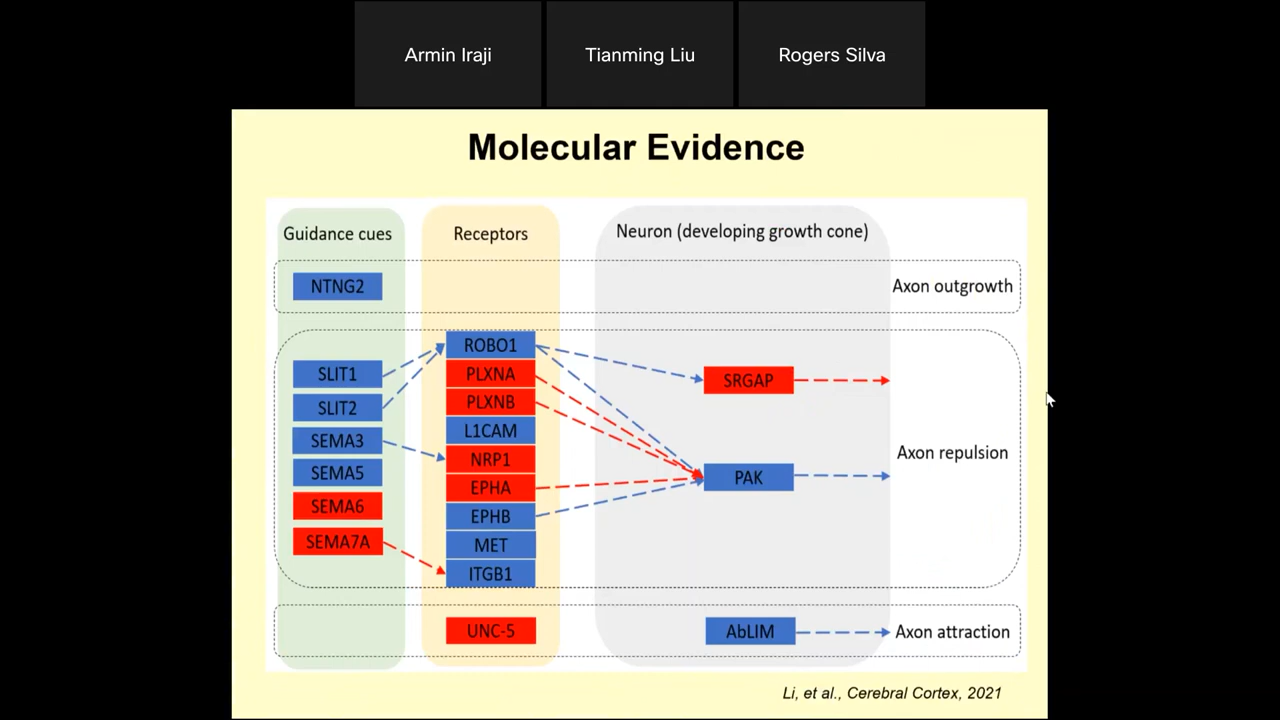 Armin Iraji
Tianming Liu
Rogers Silva
Molecular Evidence
Guidance cues
Receptors
Neuron (developing growth cone)
NTNG2
Axon outgrowth
SLIT1
SLIT2
SEMA3
SEMA5
SEMA6
SEMA7A
ROBO1
PLXNA
PLXNB
L1CAM
NRP1
EPHA
EPHB
MET
ITGB1
SRGAP
PAK
Axon repulsion
UNC-5
AbLIM
Axon attraction
Li, et al., Cerebral Cortex, 2021